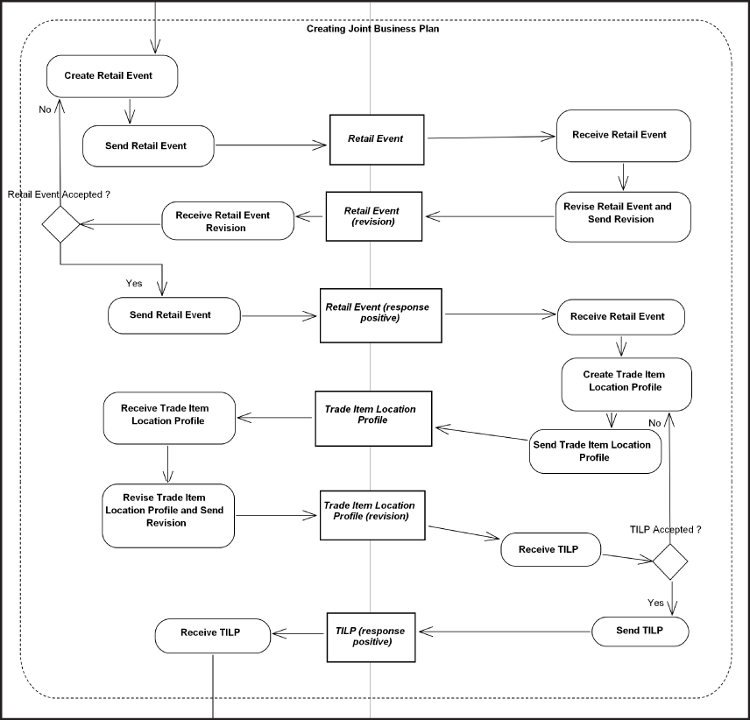 Creating Joint Business Plan
Create Retail Event
No
Send Retail Event
Retail Event
Receive Retail Event
Retail Event Accepted ?
Receive Retail Event
Revision
Retail Event
(revision)
Revise Retail Event and
Send Revision
Yes
Send Retail Event
Retail Event (response
positive)
Receive Retail Event
Create Trade Item
Location Profile
Receive Trade Item
Location Profile
Trade Item Location
Profile
No
Send Trade Item Location
Profile
Revise Trade Item
Location Profile and Send
Revision
Trade Item Location
Profile (revision)
TILP Accepted ?
Receive TILP
Yes
Receive TILP
TILP (response
positive)
Send TILP